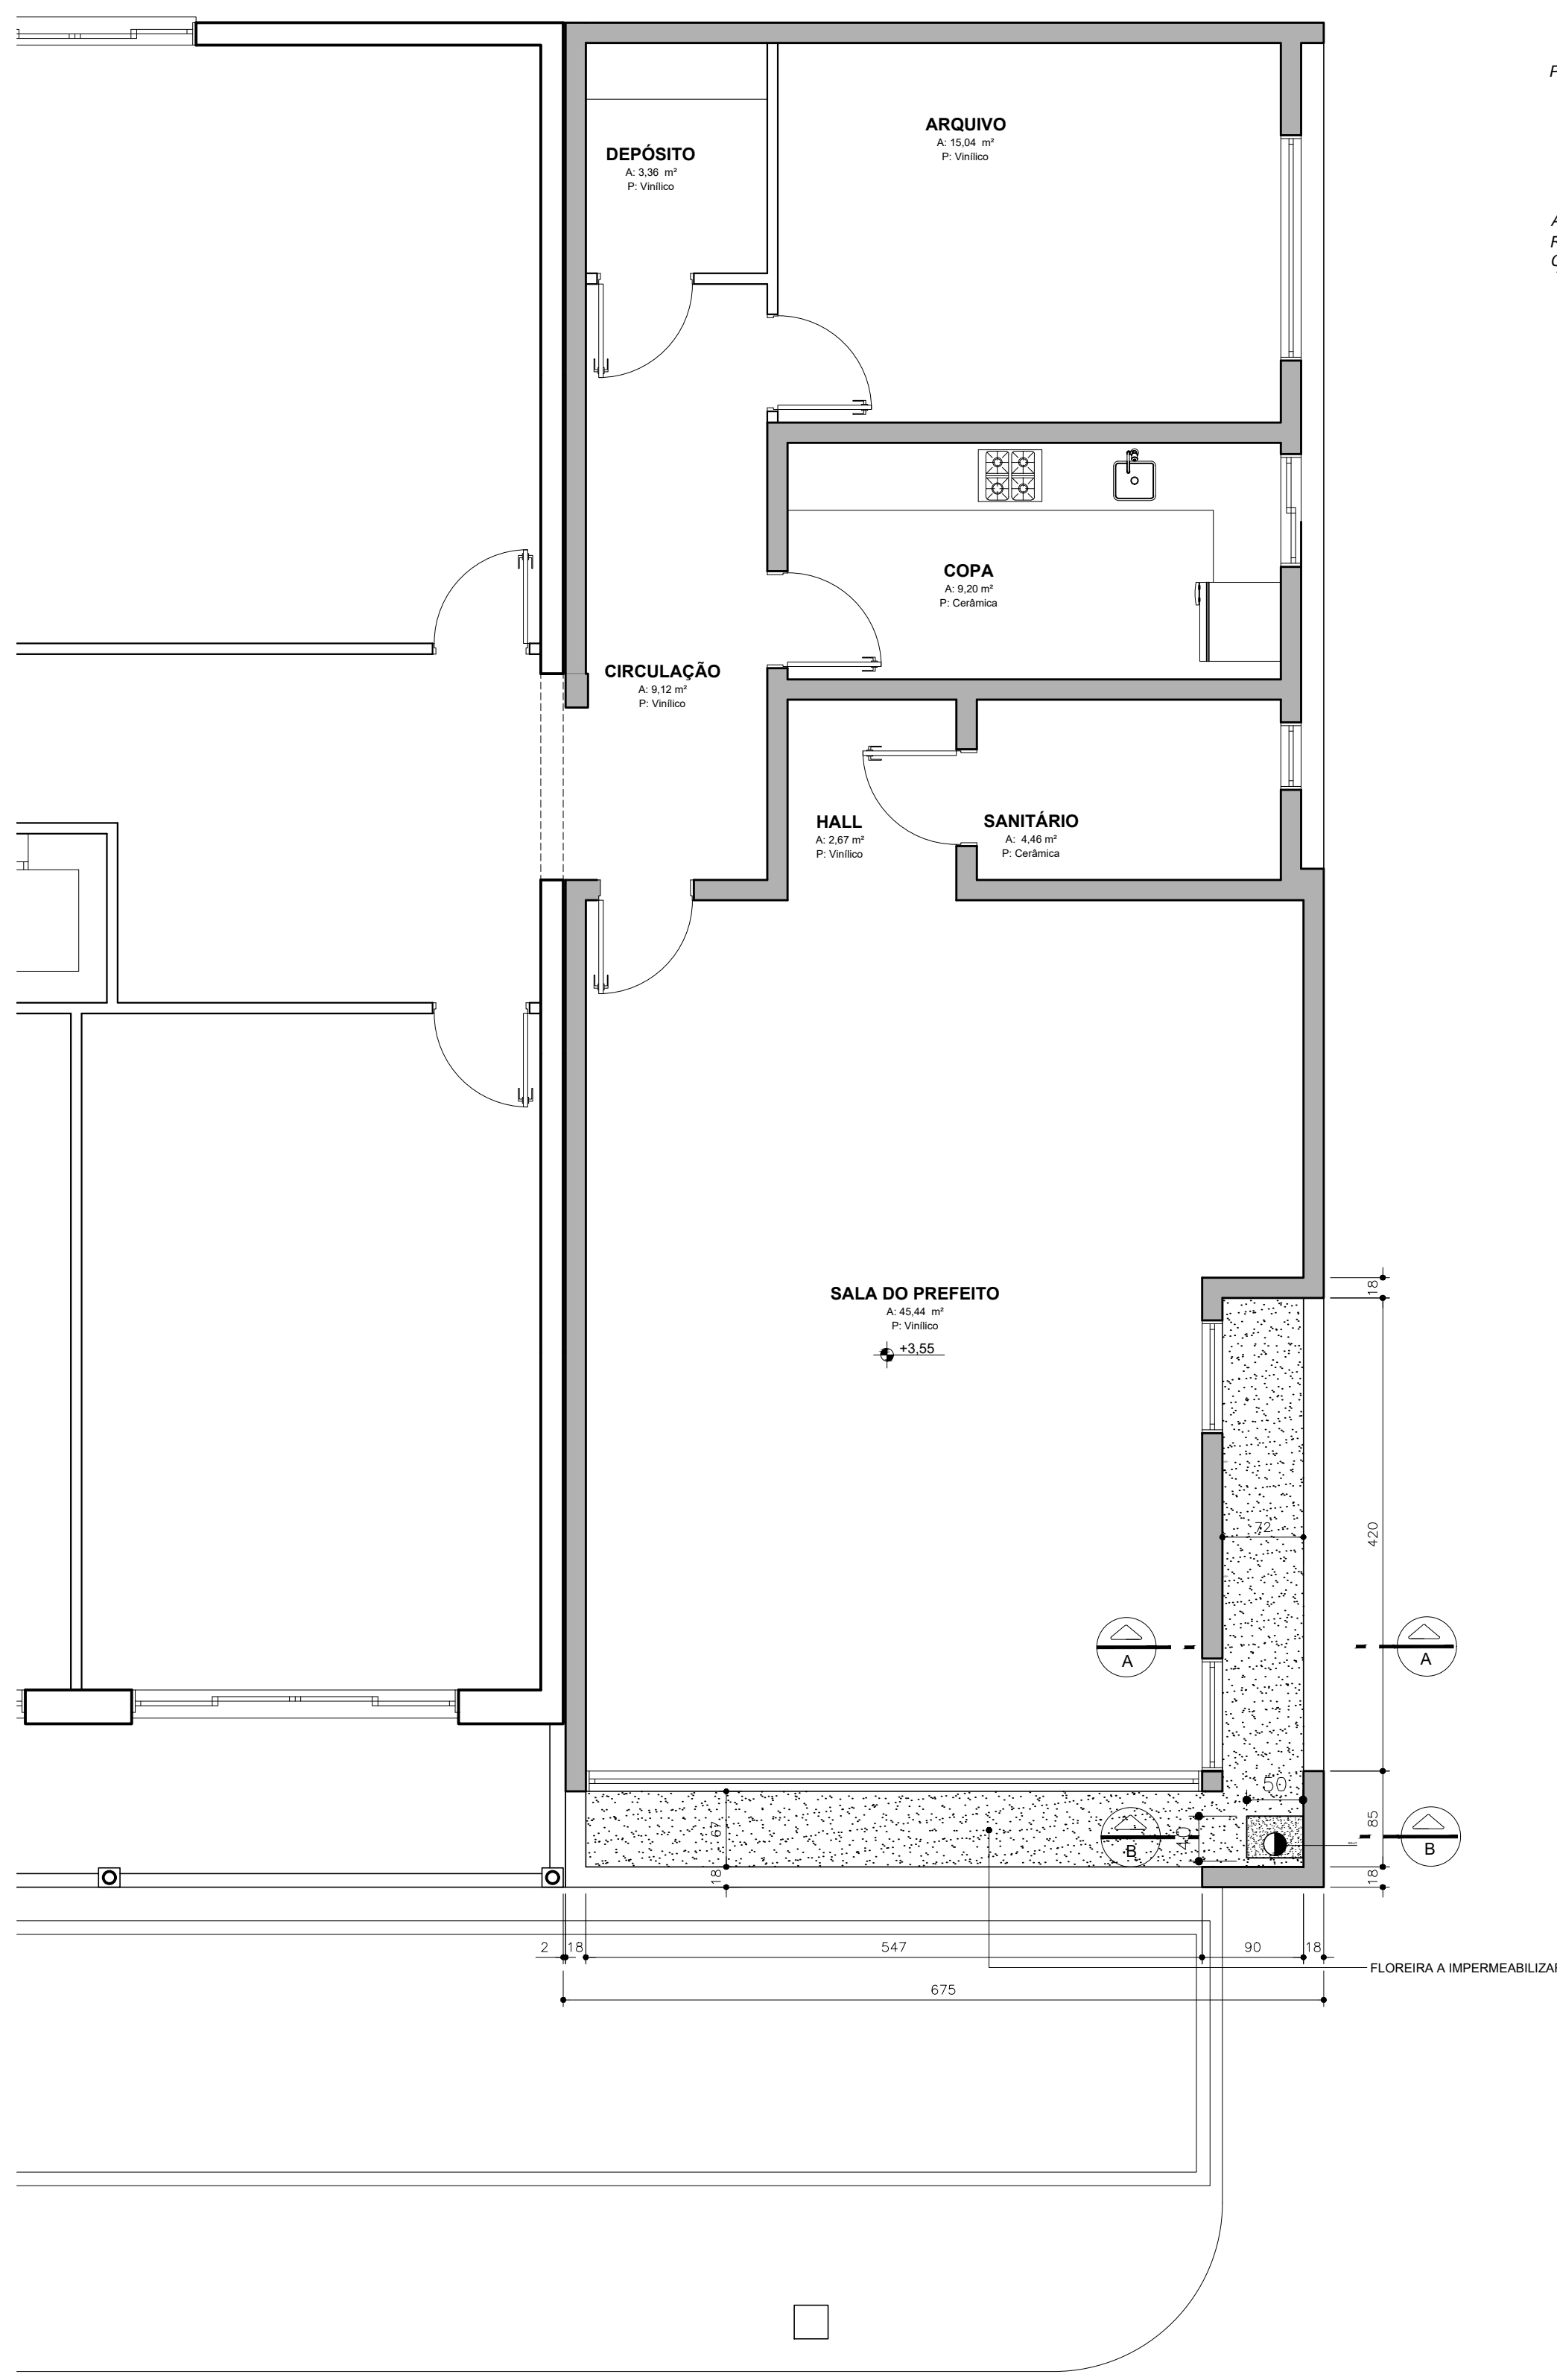 P
ARQUIVO
A: 15,04 m²
P: Vinílico
DEPÓSITO
A: 3,36 m²
P: Vinílico
A
R
COPA
A: 9,20 m²
P: Cerâmica
CIRCULAÇÃO
A: 9,12 m²
P: Vinílico
HALL
A: 2,67 m²
P: Vinílico
SANITÁRIO
A: 4,46 m²
P: Cerâmica
SALA DO PREFEITO
A: 45,44 m²
P: Vinílico
+3,55
18
420
72
A
A
50
85
67
40
B
B
18
18
2
18
547
90
18
FLOREIRA A IMPERMEABILIZAR
675